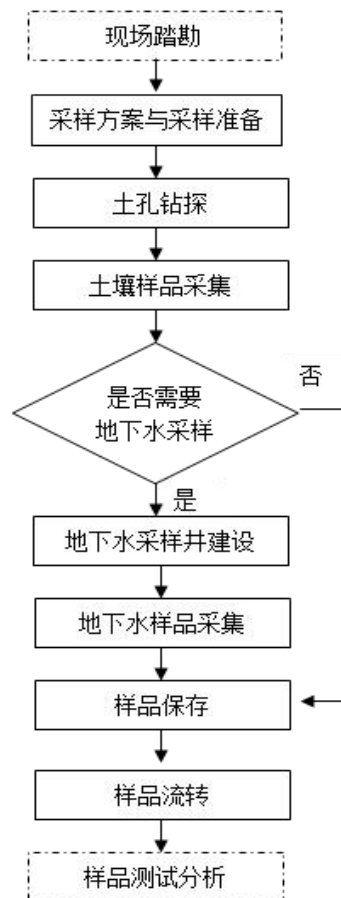 现场踏勘
采样方案与采样准备
土孔钻探
土壤样品采集
是否需要
地下水采样
否
是
地下水采样井建设
地下水样品采集
样品保存
样品流转
样品测试分析